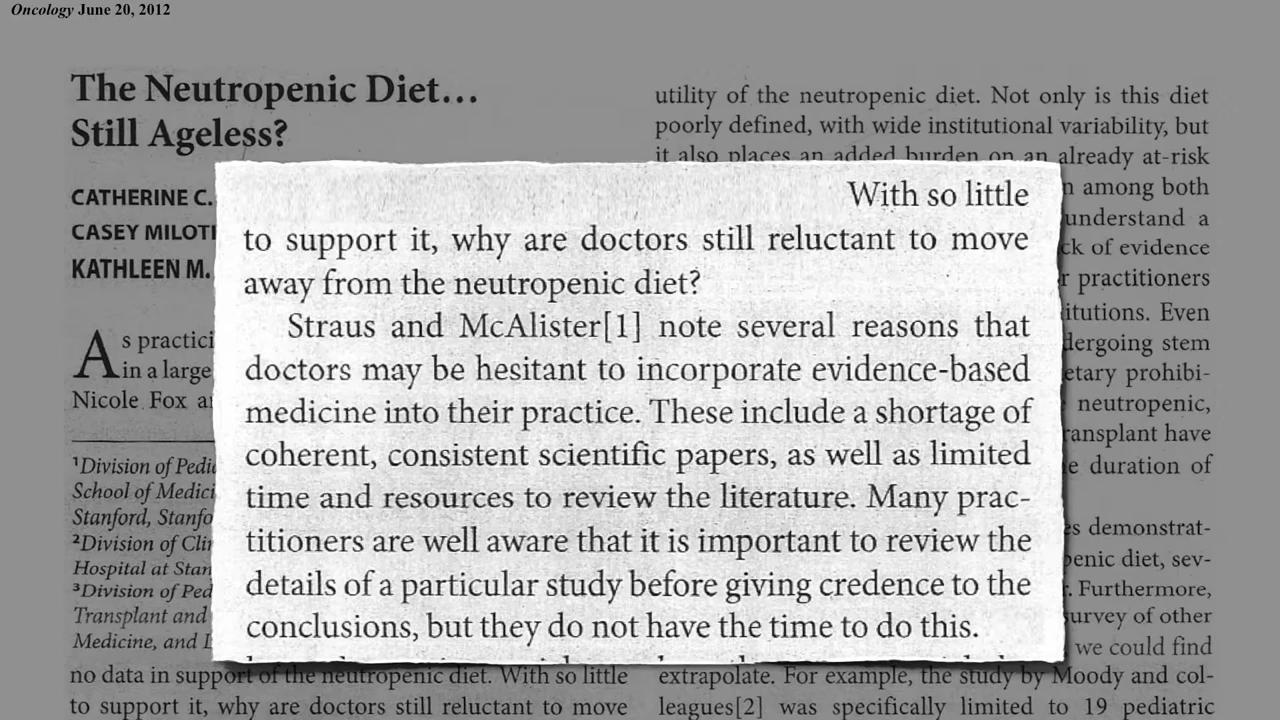 Oncology June 20, 2012
The Neutropenic Diet…
Still Ageless?
CATHERINE C.
CASEY MILOTI
KATHLEEN M.
As practici
in a large
Nicole Fox a
¹Division of Pedi
School of Medici
Stanford, Stanfo
²Division of Clin
Hospital at Stan
³Division of Ped
Transplant and
Medicine, and
no data in support of the neutropenic diet. With so little
to support it, why are doctors still reluctant to move
With so little
to support it, why are doctors still reluctant to move
away from the neutropenic diet?
Straus and McAlister[1] note several reasons that
doctors may be hesitant to incorporate evidence-based
medicine into their practice. These include a shortage of
coherent, consistent scientific papers, as well as limited
time and resources to review the literature. Many prac-
titioners are well aware that it is important to review the
details of a particular study before giving credence to the
conclusions, but they do not have the time to do this.
utility of the neutropenic diet. Not only is this diet
poorly defined, with wide institutional variability, but
it also places an added burden on an already at-risk
among both
understand a
ck of evidence
r practitioners
itutions. Even
dergoing stem
etary prohibi-
neutropenic,
ransplant have
e duration of
es demonstrat-
penic diet, sev-
. Furthermore,
urvey of other
we could find
extrapolate. For example, the study by Moody and col-
leagues[2] was specifically limited to 19 pediatric